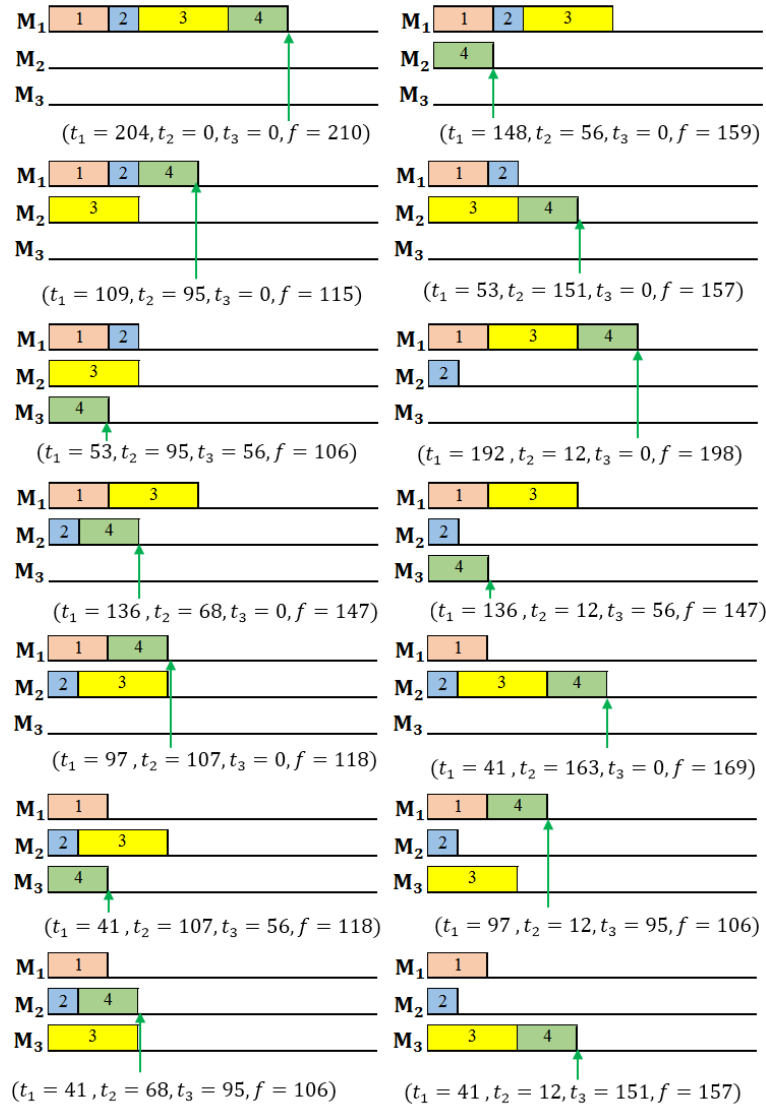 M₁ 1 2 3 4
M₂
M₃
(t₁ = 204, t₂ = 0, t₃ = 0, f = 210)
M₁ 1 2 3
M₂ 4
M₃
(t₁ = 148, t₂ = 56, t₃ = 0, f = 159)
M₁ 1 2 4
M₂ 3
M₃
(t₁ = 109, t₂ = 95, t₃ = 0, f = 115)
M₁ 1 2
M₂ 3 4
M₃
(t₁ = 53, t₂ = 151, t₃ = 0, f = 157)
M₁ 1 2
M₂ 3
M₃ 4
(t₁ = 53, t₂ = 95, t₃ = 56, f = 106)
M₁ 1 3 4
M₂ 2
M₃
(t₁ = 192 , t₂ = 12, t₃ = 0, f = 198)
M₁ 1 3
M₂ 2 4
M₃
(t₁ = 136 , t₂ = 68, t₃ = 0, f = 147)
M₁ 1 3
M₂ 2
M₃ 4
(t₁ = 136 , t₂ = 12, t₃ = 56, f = 147)
M₁ 1 4
M₂ 2 3
M₃
(t₁ = 97 , t₂ = 107, t₃ = 0, f = 118)
M₁ 1
M₂ 2 3 4
M₃
(t₁ = 41 , t₂ = 163, t₃ = 0, f = 169)
M₁ 1
M₂ 2 3
M₃ 4
(t₁ = 41 , t₂ = 107, t₃ = 56, f = 118)
M₁ 1 4
M₂ 2
M₃ 3
(t₁ = 97 , t₂ = 12, t₃ = 95, f = 106)
M₁ 1
M₂ 2 4
M₃ 3
(t₁ = 41 , t₂ = 68, t₃ = 95, f = 106)
M₁ 1
M₂ 2
M₃ 3 4
(t₁ = 41 , t₂ = 12, t₃ = 151, f = 157)